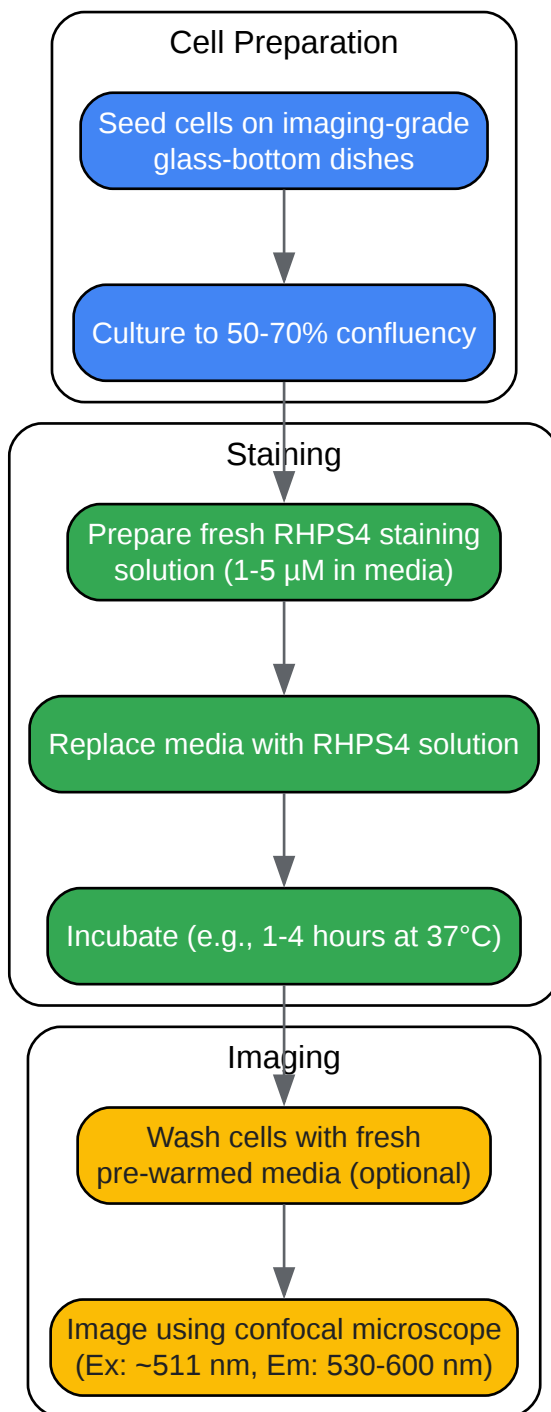 Cell Preparation
Seed cells on imaging-grade
glass-bottom dishes
Culture to 50-70% confluency
Staining
Prepare fresh RHPS4 staining
solution (1-5 µM in media)
Replace media with RHPS4 solution
Incubate (e.g., 1-4 hours at 37°C)
Imaging
Wash cells with fresh
pre-warmed media (optional)
Image using confocal microscope
(Ex: ~511 nm, Em: 530-600 nm)